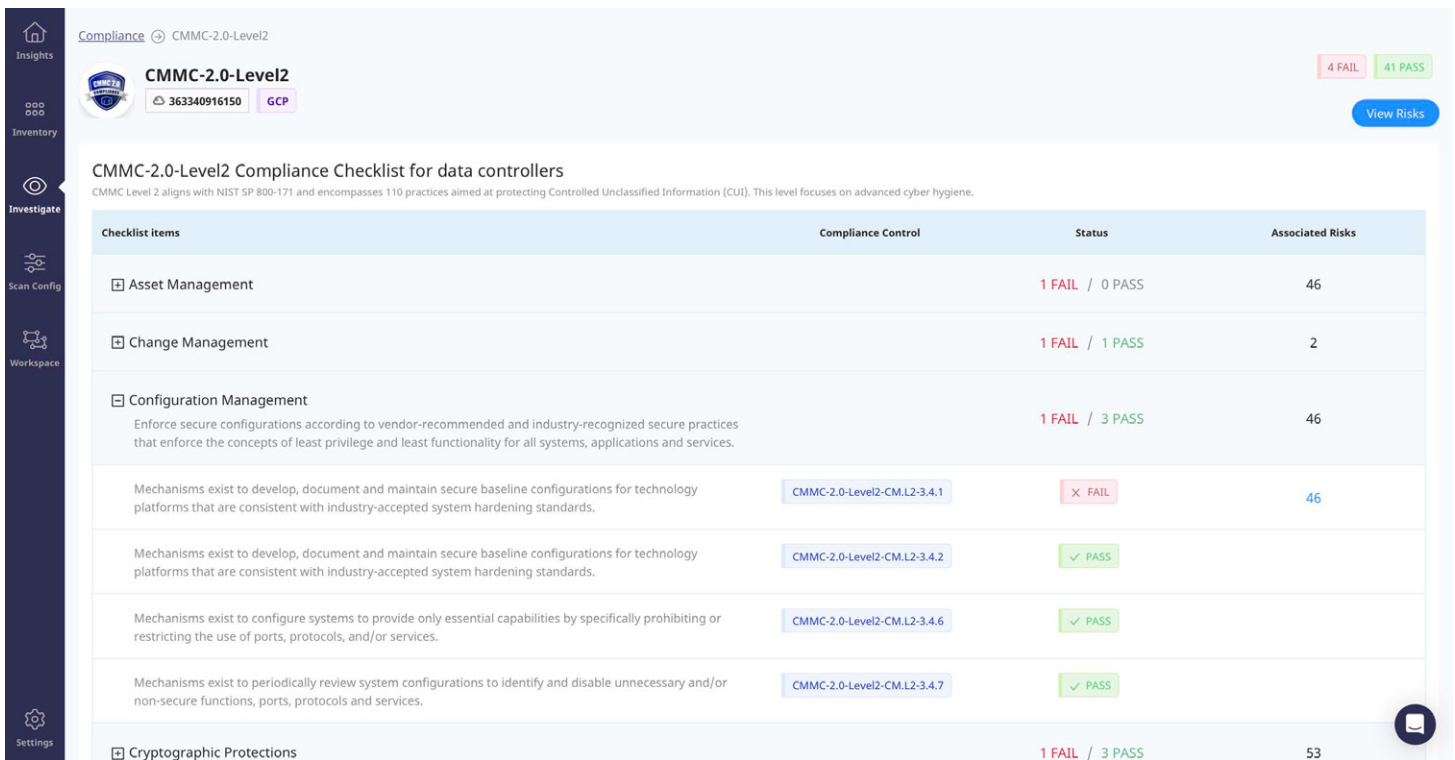 Insights
Inventory
Investigate
Scan Config
Workspace
Settings
Compliance CMMC-2.0-Level2
CMMC 2.0
COMPLIANCE
CMMC-2.0-Level2
363340916150 GCP
4 FAIL 41 PASS
View Risks
CMMC-2.0-Level2 Compliance Checklist for data controllers
CMMC Level 2 aligns with NIST SP 800-171 and encompasses 110 practices aimed at protecting Controlled Unclassified Information (CUI). This level focuses on advanced cyber hygiene.
Checklist items Compliance Control Status Associated Risks
Asset Management 1 FAIL / 0 PASS 46
Change Management 1 FAIL / 1 PASS 2
Configuration Management
Enforce secure configurations according to vendor-recommended and industry-recognized secure practices
that enforce the concepts of least privilege and least functionality for all systems, applications and services.
1 FAIL / 3 PASS 46
Mechanisms exist to develop, document and maintain secure baseline configurations for technology
platforms that are consistent with industry-accepted system hardening standards.
CMMC-2.0-Level2-CM.L2-3.4.1 FAIL 46
Mechanisms exist to develop, document and maintain secure baseline configurations for technology
platforms that are consistent with industry-accepted system hardening standards.
CMMC-2.0-Level2-CM.L2-3.4.2 PASS
Mechanisms exist to configure systems to provide only essential capabilities by specifically prohibiting or
restricting the use of ports, protocols, and/or services.
CMMC-2.0-Level2-CM.L2-3.4.6 PASS
Mechanisms exist to periodically review system configurations to identify and disable unnecessary and/or
non-secure functions, ports, protocols and services.
CMMC-2.0-Level2-CM.L2-3.4.7 PASS
Cryptographic Protections 1 FAIL / 3 PASS 53